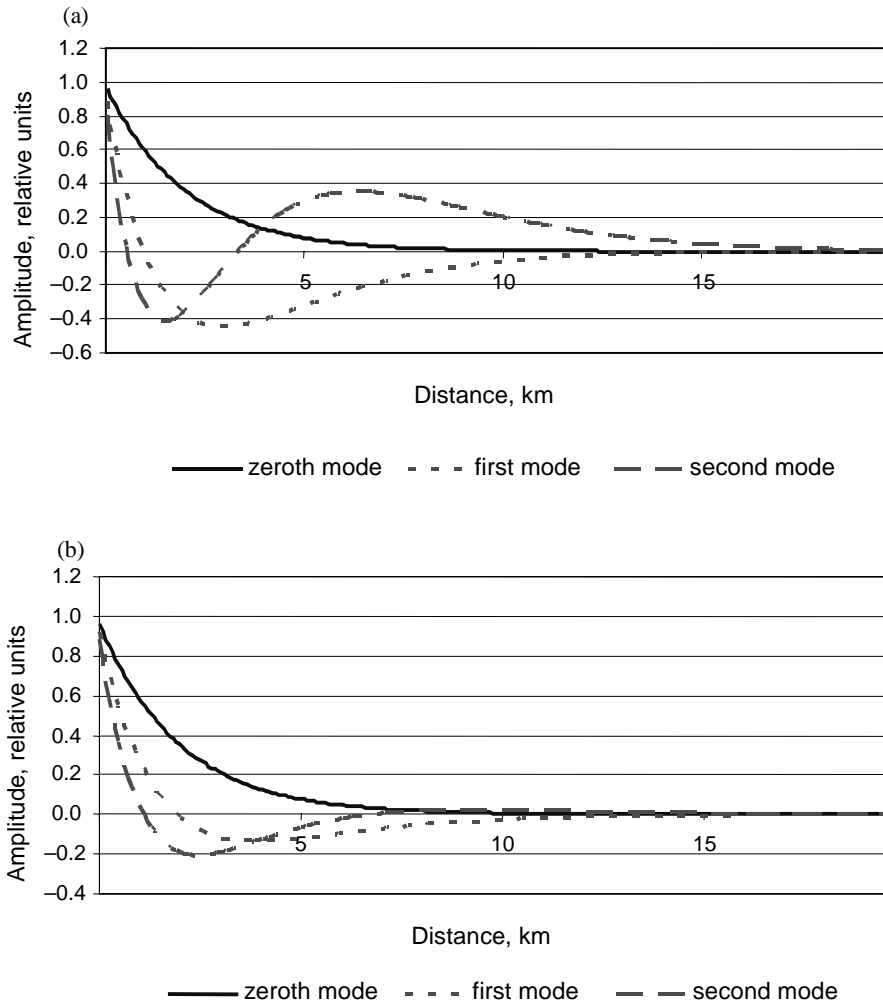 (a)
1.2
1.0
0.8
0.6
0.4
0.2
0.0
–0.2
–0.4
–0.6
Amplitude, relative units
5
10
15
Distance, km
zeroth mode
first mode
second mode
(b)
1.2
1.0
0.8
0.6
0.4
0.2
0.0
–0.2
–0.4
Amplitude, relative units
5
10
15
Distance, km
zeroth mode
first mode
second mode